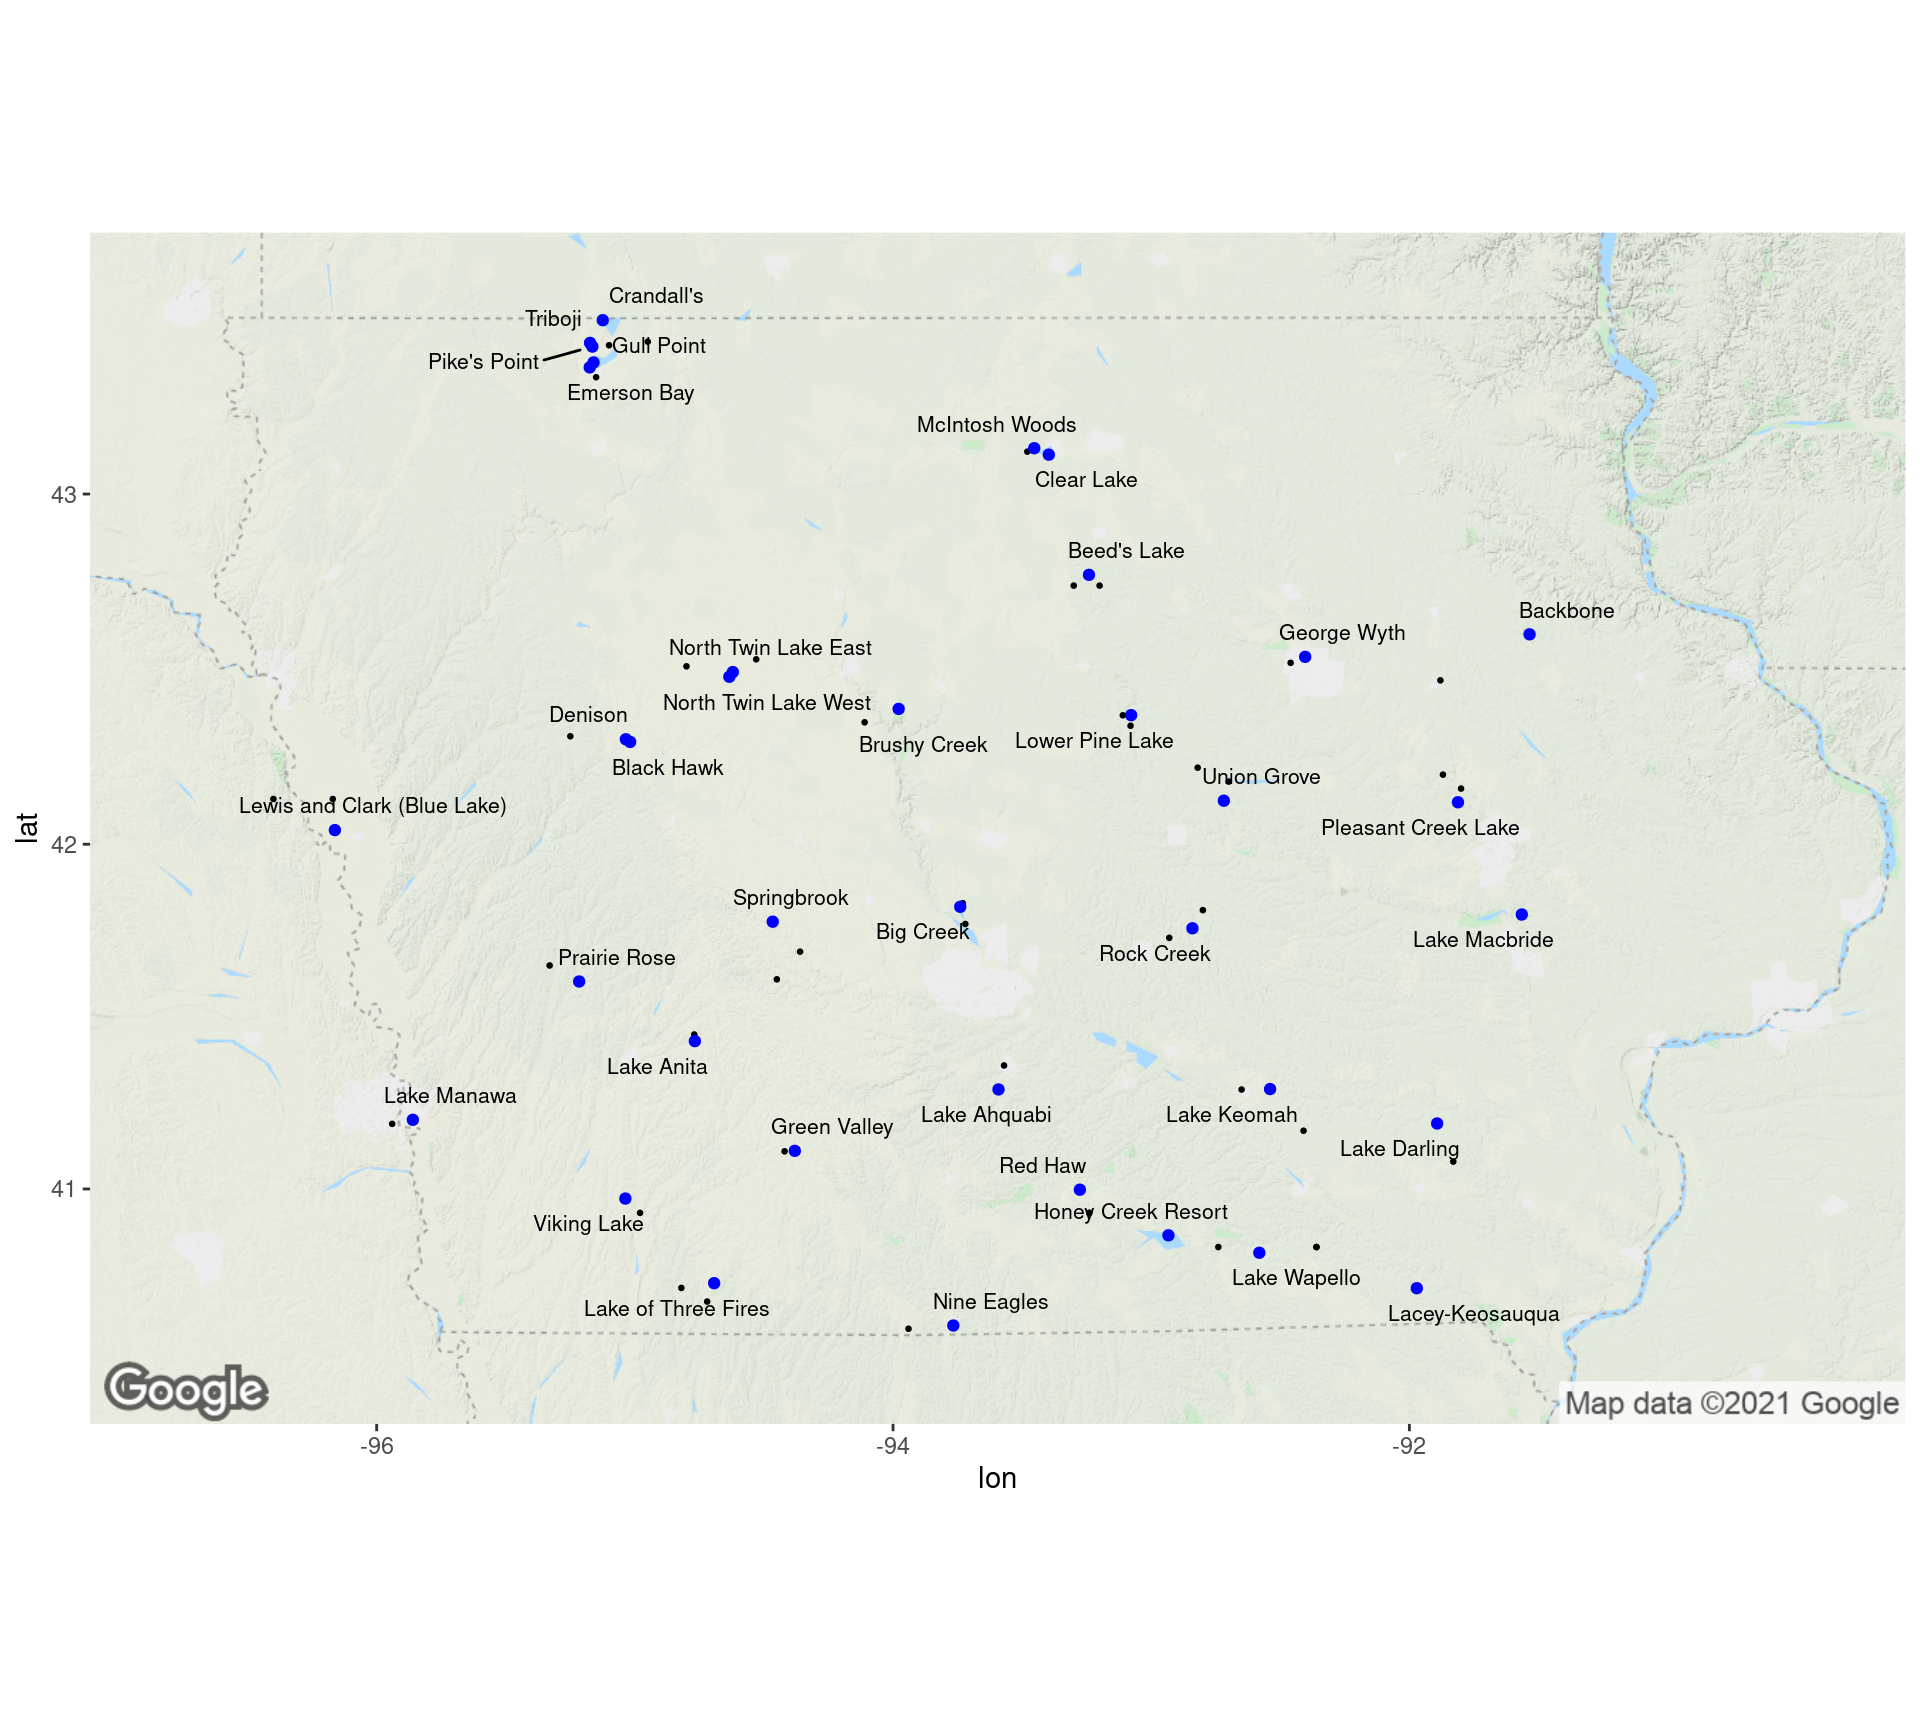 Crandall's
Triboji
Gull Point
Pike's Point
Emerson Bay
McIntosh Woods
Clear Lake
43
Beed's Lake
Backbone
George Wyth
North Twin Lake East
North Twin Lake West
Denison
Brushy Creek
Lower Pine Lake
Black Hawk
Union Grove
Lewis and Clark (Blue Lake)
Pleasant Creek Lake
lat
42
Springbrook
Big Creek
Lake Macbride
Rock Creek
Prairie Rose
Lake Anita
Lake Manawa
Lake Ahquabi
Lake Keomah
Green Valley
Lake Darling
Red Haw
41
Honey Creek Resort
Viking Lake
Lake Wapello
Nine Eagles
Lake of Three Fires
Lacey-Keosauqua
Google
Map data ©2021 Google
-96
-94
-92
lon